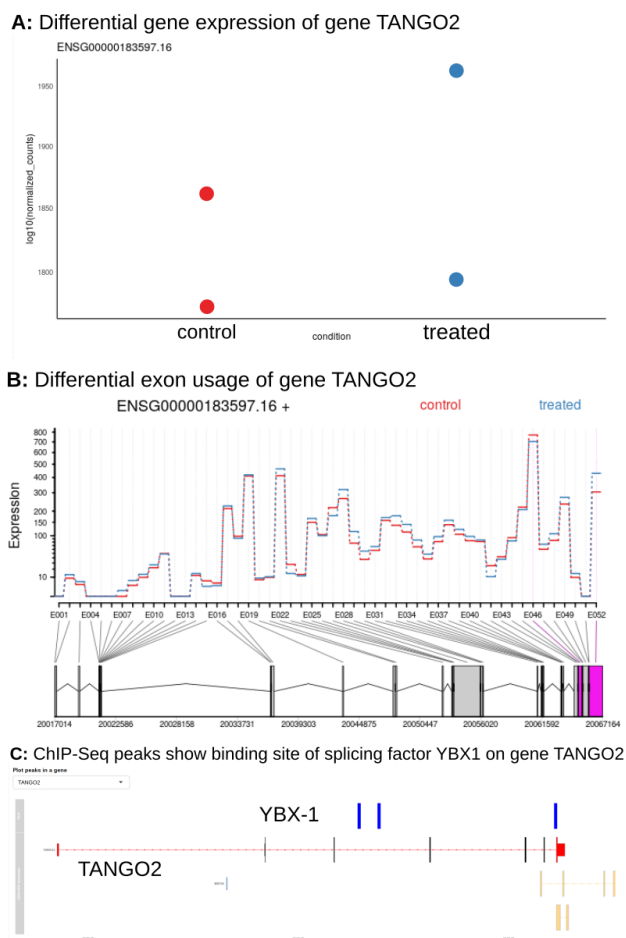 A: Differential gene expression of gene TANGO2
ENSG00000183597.16
1950
1900
1850
1800
log10(normalized_counts)
control
condition
treated
B: Differential exon usage of gene TANGO2
ENSG00000183597.16 +
control
treated
Expression
800
700
600
500
400
300
200
150
100
10
E001 E004 E007 E010 E013 E016 E019 E022 E025 E028 E031 E034 E037 E040 E043 E046 E049 E052
20017014 20022586 20028158 20033731 20039303 20044875 20050447 20056020 20061592 20067164
C: ChIP-Seq peaks show binding site of splicing factor YBX1 on gene TANGO2
Plot peaks in a gene
TANGO2
YBX-1
TANGO2